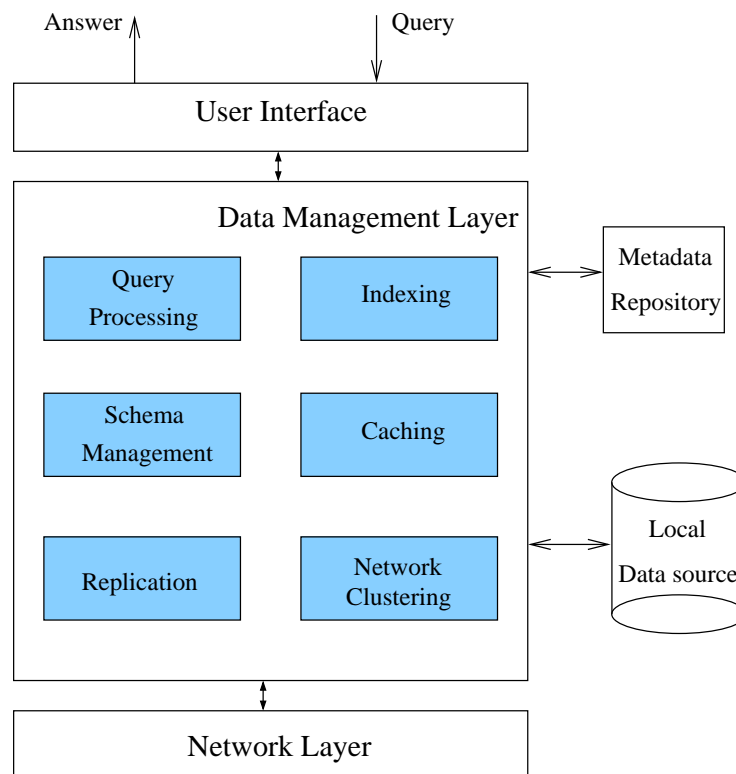 Answer
Query
User Interface
Data Management Layer
Query
Processing
Indexing
Metadata
Repository
Schema
Management
Caching
Local
Data source
Replication
Network
Clustering
Network Layer